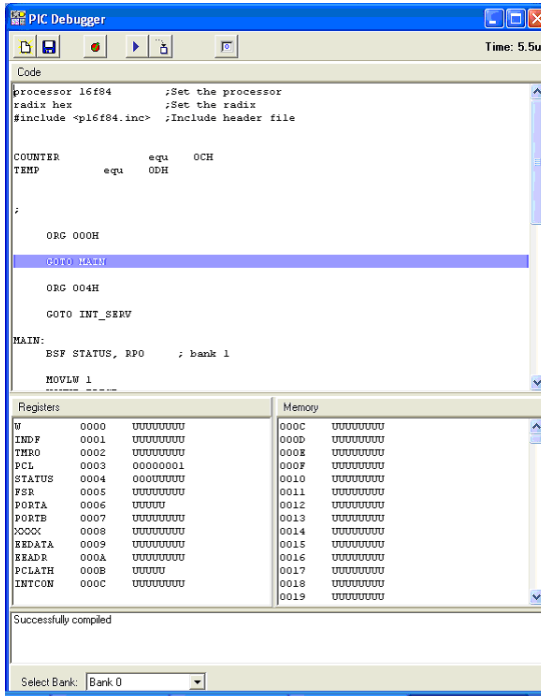 PIC Debugger
Time: 5.5u
Code
processor 16f84 ;Set the processor
radix hex ;Set the radix
#include <p16f84.inc> ;Include header file
COUNTER equ 0CH
TEMP equ 0DH
;
ORG 000H
GOTO MAIN
ORG 004H
GOTO INT_SERV
MAIN:
BSF STATUS, RP0 ; bank 1
MOVLW 1
Registers
W 0000 UUUUUUUU
INDF 0001 UUUUUUUU
TMR0 0002 UUUUUUUU
PCL 0003 00000001
STATUS 0004 000UUUUU
FSR 0005 UUUUUUUU
PORTA 0006 UUUUU
PORTB 0007 UUUUUUUU
XXXX 0008 UUUUUUUU
EEDATA 0009 UUUUUUUU
EEADR 000A UUUUUUUU
PCLATH 000B UUUUU
INTCON 000C UUUUUUUU
Memory
000C UUUUUUUU
000D UUUUUUUU
000E UUUUUUUU
000F UUUUUUUU
0010 UUUUUUUU
0011 UUUUUUUU
0012 UUUUUUUU
0013 UUUUUUUU
0014 UUUUUUUU
0015 UUUUUUUU
0016 UUUUUUUU
0017 UUUUUUUU
0018 UUUUUUUU
0019 UUUUUUUU
Successfully compiled
Select Bank: Bank 0